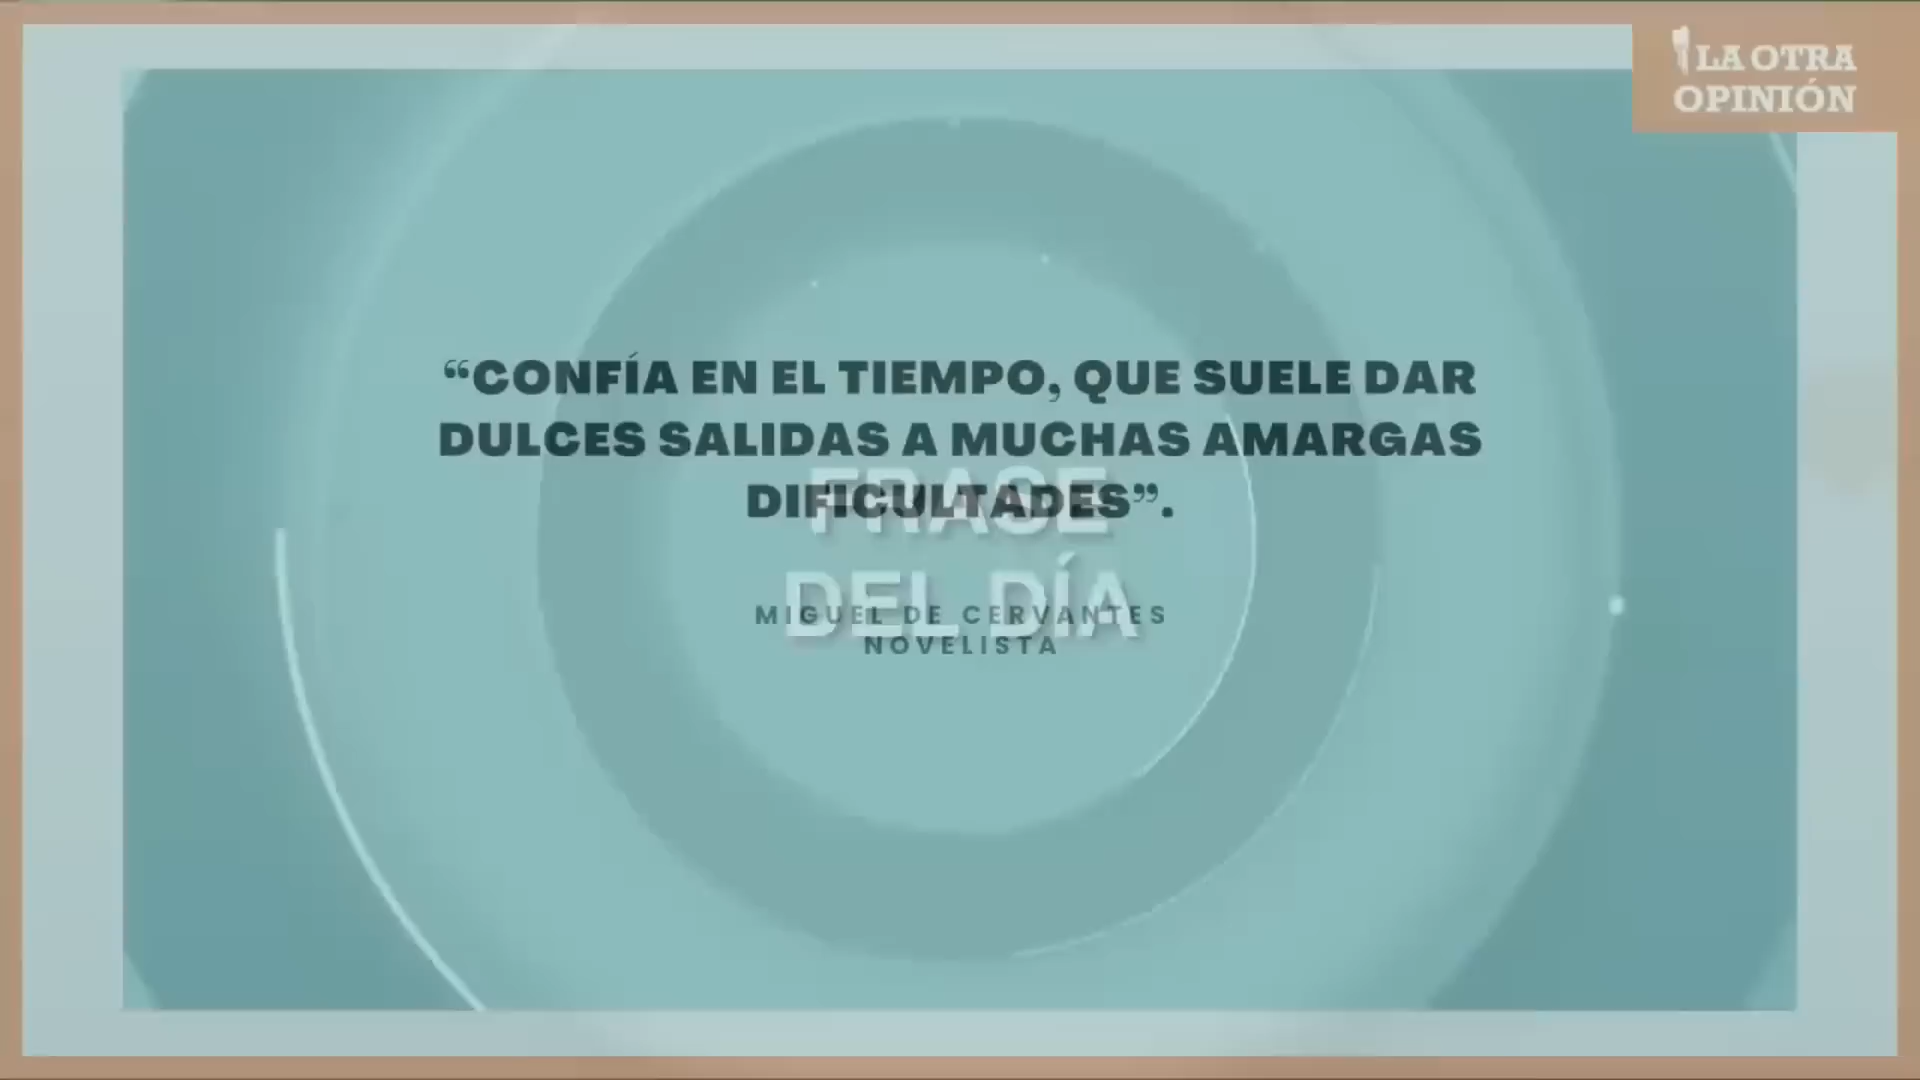 LA OTRA
OPINIÓN
“CONFÍA EN EL TIEMPO, QUE SUELE DAR
DULCES SALIDAS A MUCHAS AMARGAS
DIFICULTADES”.
FRASE
DEL DÍA
MIGUEL DE CERVANTES
NOVELISTA